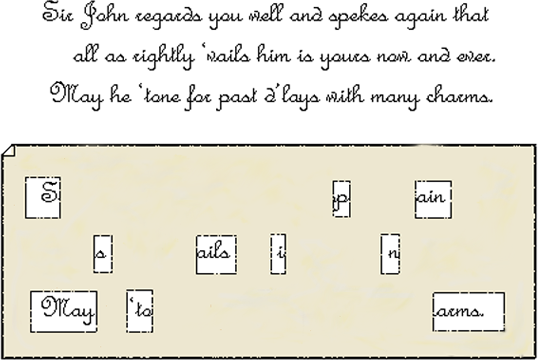 Sir John regards you well and spekes again that
all as rightly 'vails him is yours now and ever.
May he 'tone for past d'lays with many charms.
S p ain
s ails i n
May 'to arms.